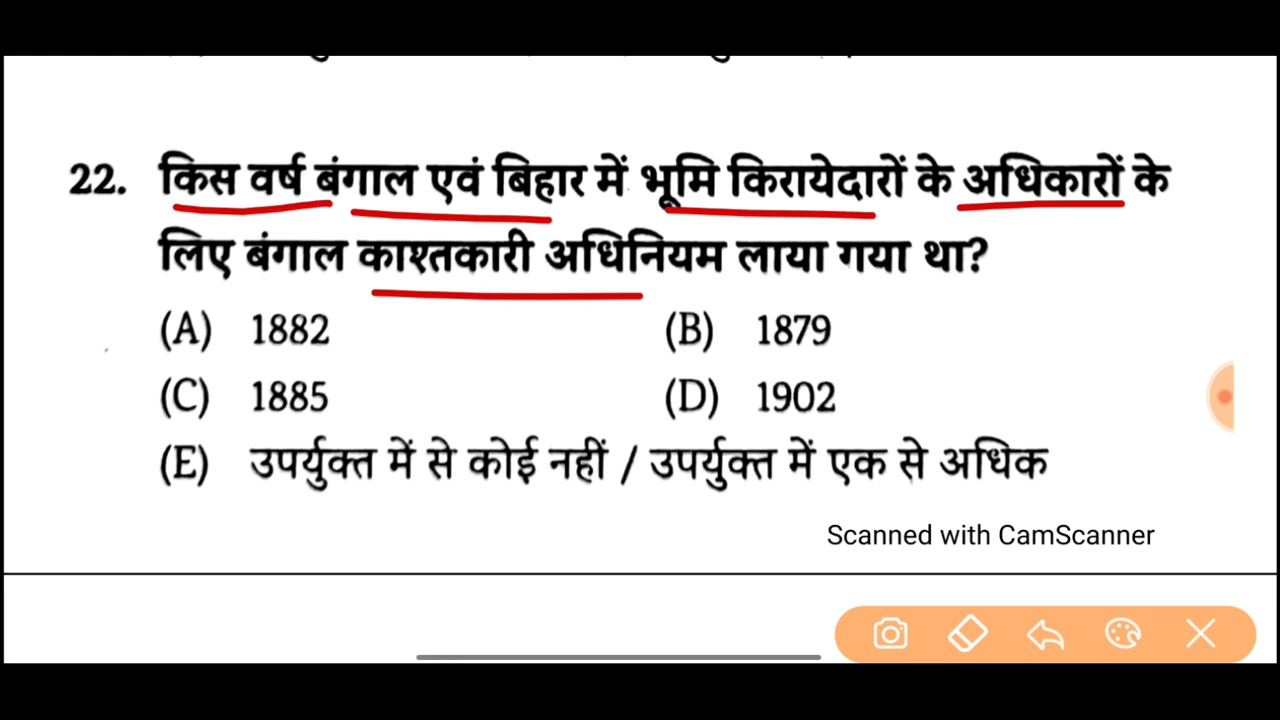 22. किस वर्ष बंगाल एवं बिहार में भूमि किरायेदारों के अधिकारों के
लिए बंगाल काश्तकारी अधिनियम लाया गया था?
(A) 1882 (B) 1879
(C) 1885 (D) 1902
(E) उपर्युक्त में से कोई नहीं / उपर्युक्त में एक से अधिक
Scanned with CamScanner